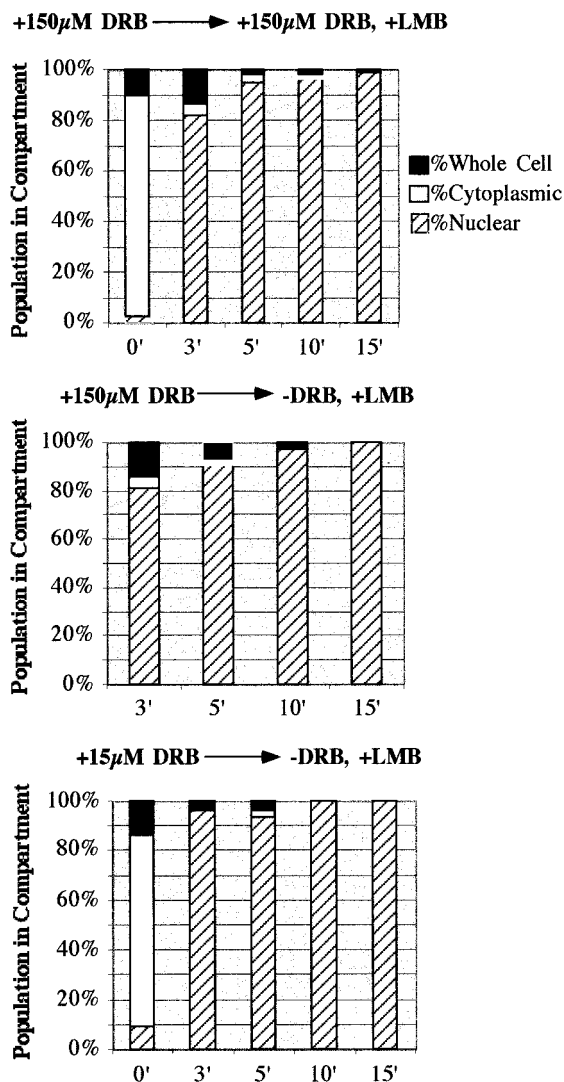 +150µM DRB → +150µM DRB, +LMB
Population in Compartment
100%
80%
60%
40%
20%
0%
0' 3' 5' 10' 15'
%Whole Cell
%Cytoplasmic
%Nuclear
+150µM DRB → -DRB, +LMB
Population in Compartment
100%
80%
60%
40%
20%
0%
3' 5' 10' 15'
+15µM DRB → -DRB, +LMB
Population in Compartment
100%
80%
60%
40%
20%
0%
0' 3' 5' 10' 15'